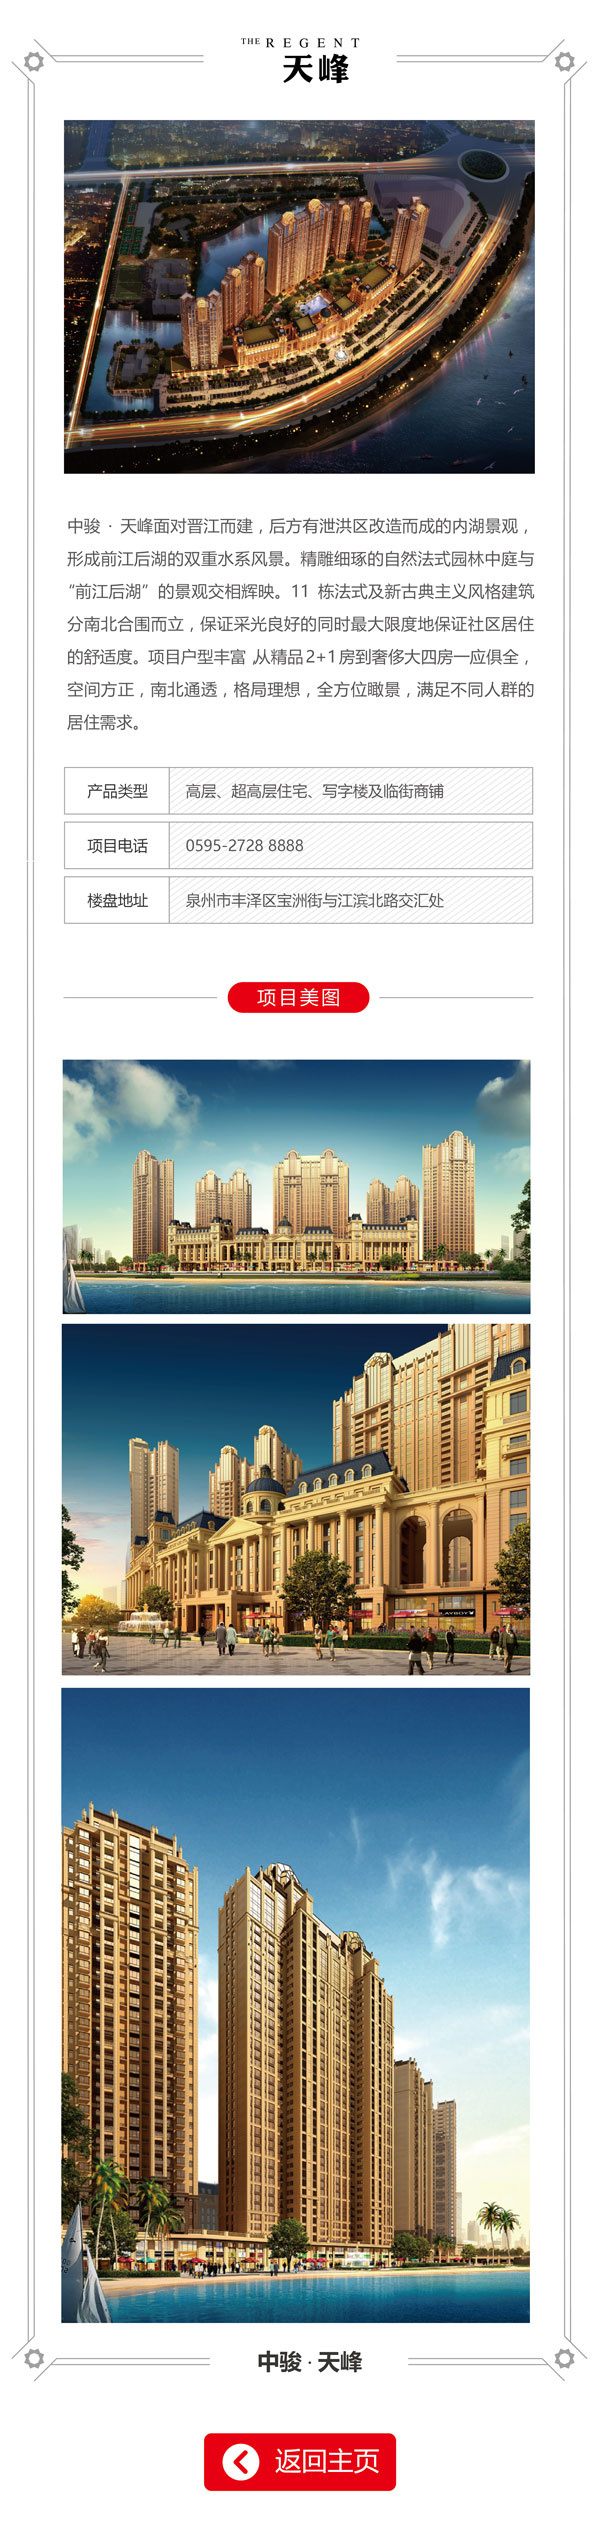 THE REGENT
天峰
中骏 · 天峰面对晋江而建，后方有泄洪区改造而成的内湖景观，
形成前江后湖的双重水系风景。精雕细琢的自然法式园林中庭与
“前江后湖” 的景观交相辉映。11 栋法式及新古典主义风格建筑
分南北合围而立，保证采光良好的同时最大限度地保证社区居住
的舒适度。项目户型丰富，从精品2+1房到奢侈大四房一应俱全，
空间方正，南北通透，格局理想，全方位瞰景，满足不同人群的
居住需求。
产品类型 高层、超高层住宅、写字楼及临街商铺
项目电话 0595-2728 8888
楼盘地址 泉州市丰泽区宝洲街与江滨北路交汇处
项目美图
LAYBOY
中骏 · 天峰
返回主页